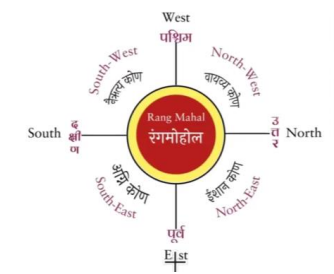 West
पश्चिम
South-West
नैऋत्य कोण
North-West
वायव्य कोण
Rang Mahal
रंगमोहोल
South
दक्षीण
उत्तर
North
अग्नि कोण
South-East
ईशान कोण
North-East
पूर्व